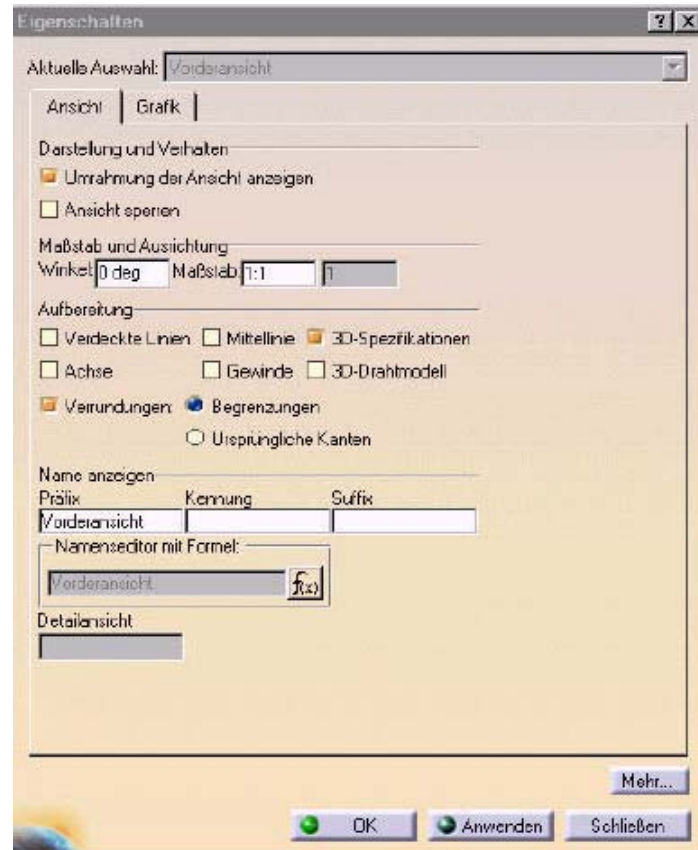 Eigenschaften ? X
Aktuelle Auswahl: Vorderansicht
Ansicht Grafik
Darstellung und Verhalten
Umrahmung der Ansicht anzeigen
Ansicht sperren
Maßstab und Ausrichtung
Winkel: 0 deg Maßstab: 1:1 1
Aufbereitung
Verdeckte Linien Mittellinie 3D-Spezifikationen
Achse Gewinde 3D-Drahtmodell
Verrundungen: Begrenzungen
Ursprüngliche Kanten
Name anzeigen
Präfix Kennung Suffix
Vorderansicht
Namenseditor mit Formel:
Vorderansicht f(x)
Detailansicht
Mehr...
OK Anwenden Schließen